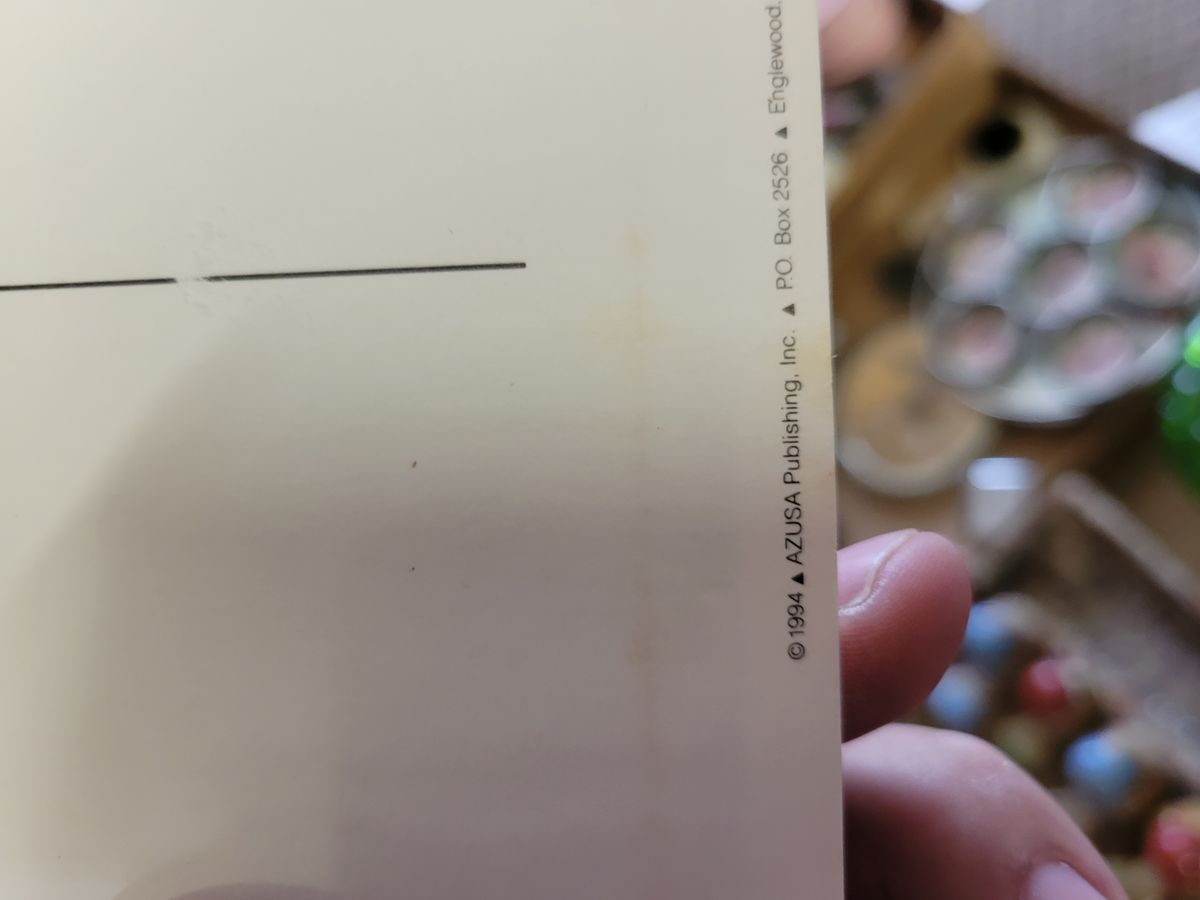 ©1994 ▲ AZUSA Publishing, Inc. ▲ P.O. Box 2526 ▲ Englewood,